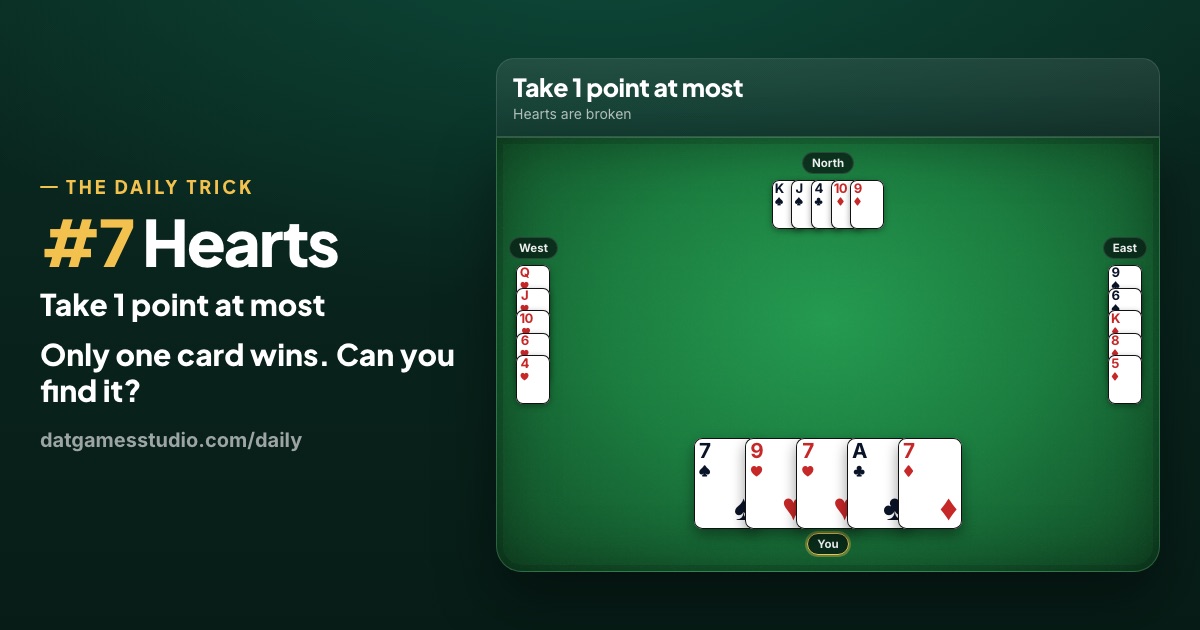 — THE DAILY TRICK
#7 Hearts
Take 1 point at most
Only one card wins. Can you
find it?
datgamesstudio.com/daily
Take 1 point at most
Hearts are broken
North
K♠ J♠ 4♣ 10♦ 9♦
West
Q♥
J♥
10♥
6♥
4♥
East
9♠
6♠
K♦
8♦
5♦
7♠ 9♥ 7♥ A♣ 7♦
You